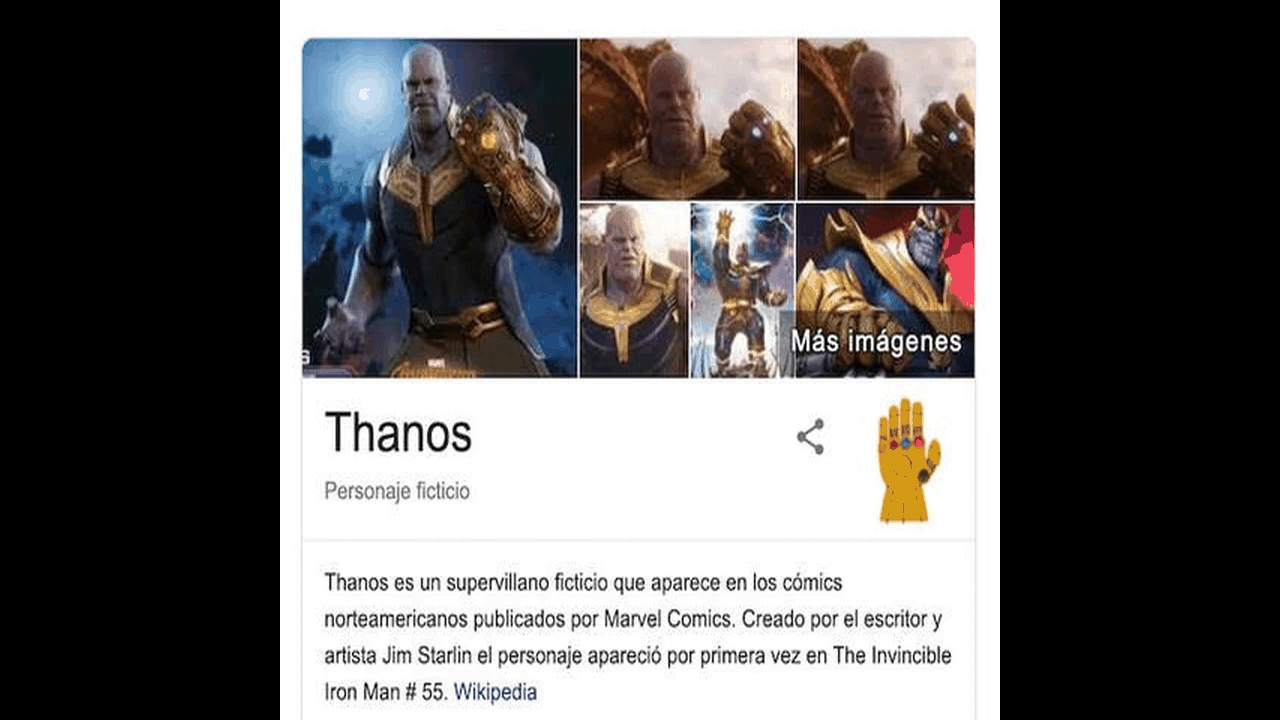 Más imágenes
Thanos
Personaje ficticio
Thanos es un supervillano ficticio que aparece en los cómics
norteamericanos publicados por Marvel Comics. Creado por el escritor y
artista Jim Starlin el personaje apareció por primera vez en The Invincible
Iron Man # 55. Wikipedia